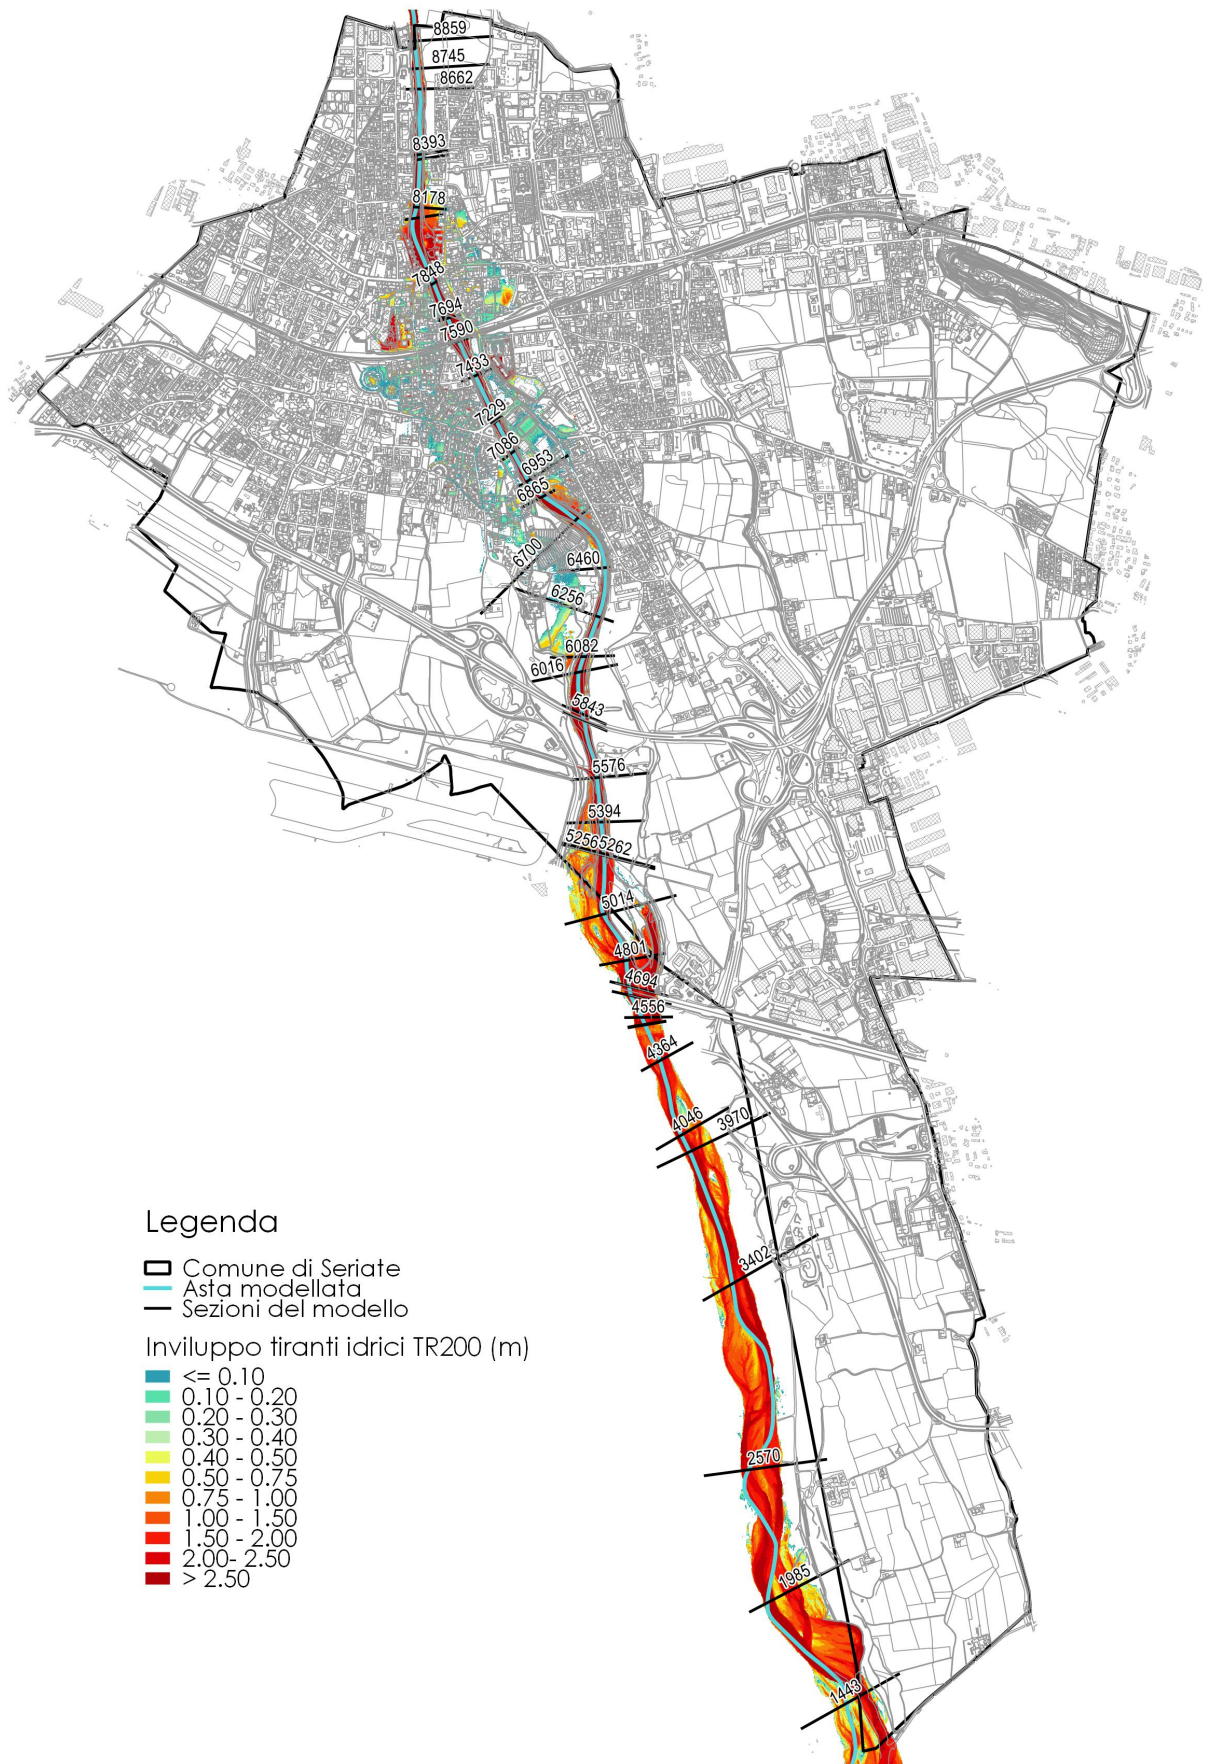 8859
8745
8662
8393
8178
7848
7694
7590
7433
7229
7086
6953
6865
6700
6460
6256
6082
6016
5843
5576
5394
52565262
5014
4801
4694
4556
4364
4046
3970
3402
2570
1985
1443
Legenda
Comune di Seriate
Asta modellata
Sezioni del modello
Inviluppo tiranti idrici TR200 (m)
<= 0.10
0.10 - 0.20
0.20 - 0.30
0.30 - 0.40
0.40 - 0.50
0.50 - 0.75
0.75 - 1.00
1.00 - 1.50
1.50 - 2.00
2.00- 2.50
> 2.50